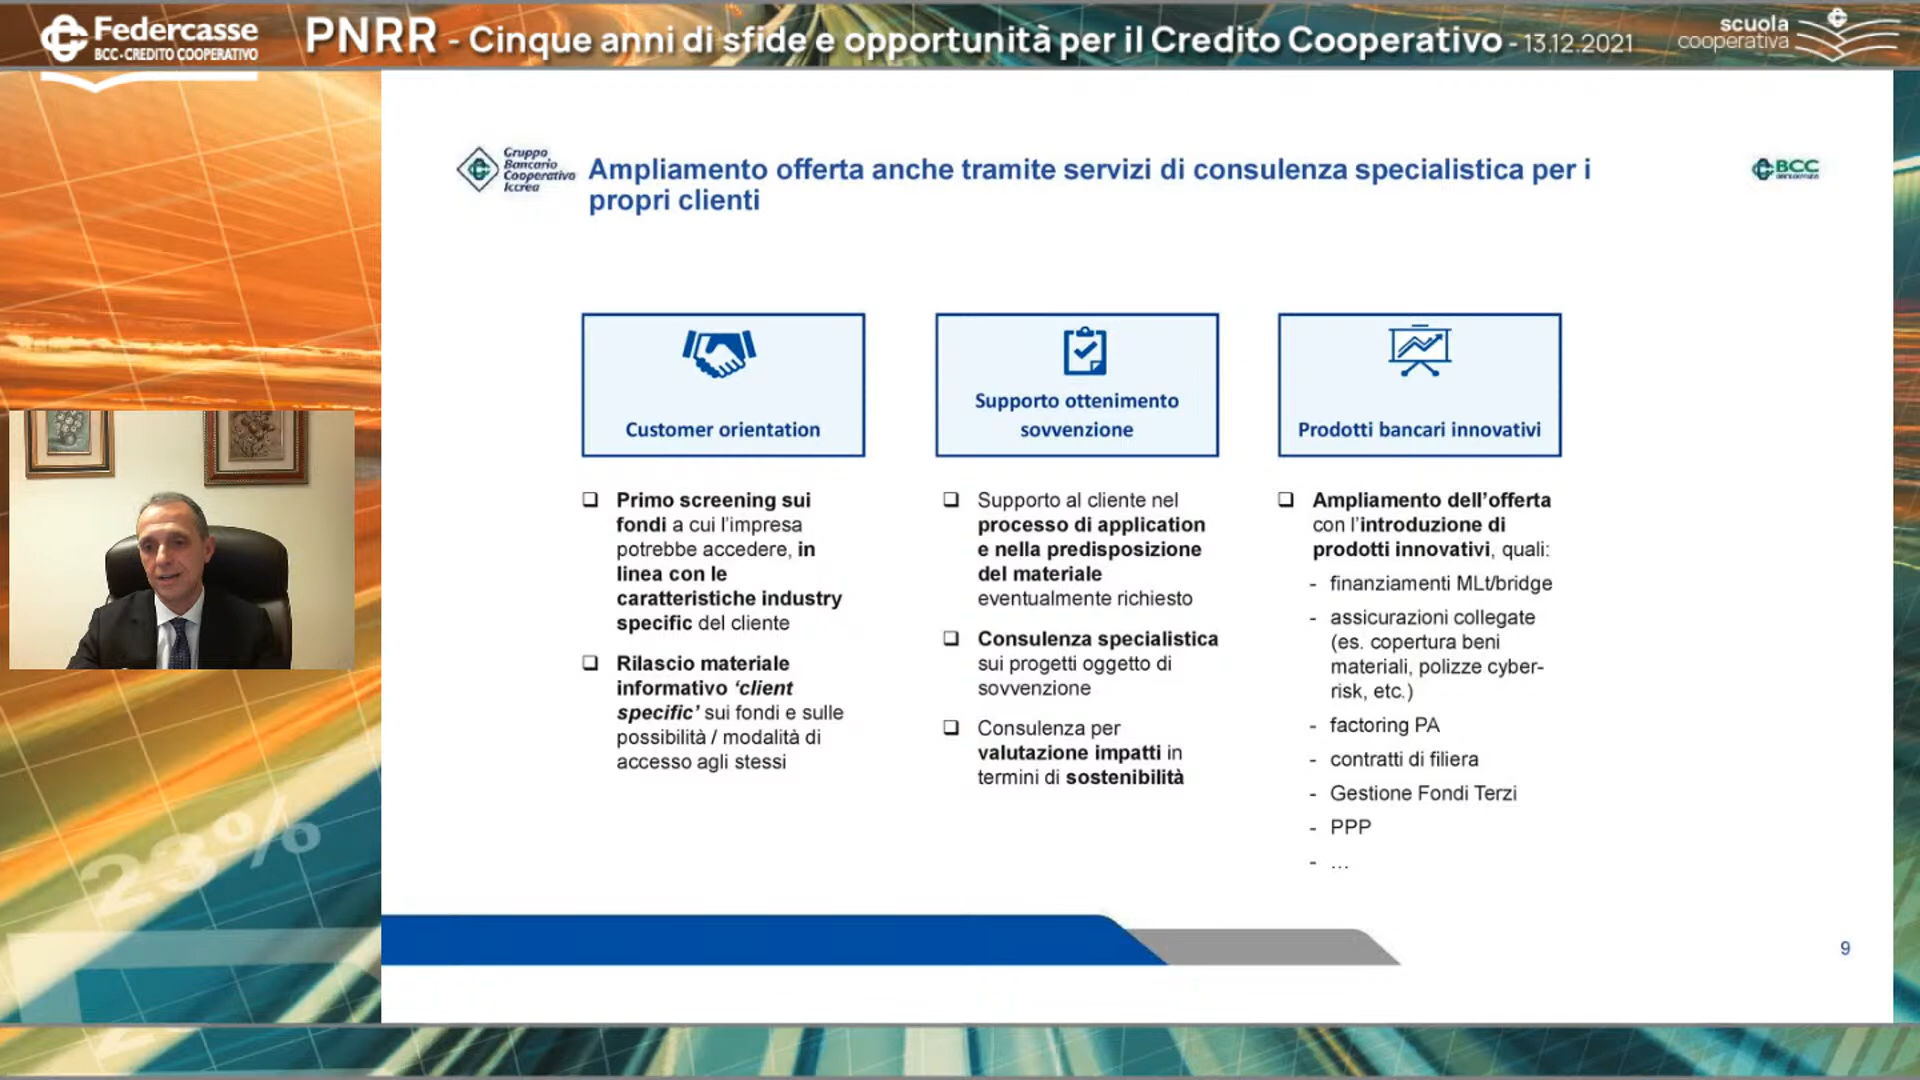 Federcasse
BCC-CREDITO COOPERATIVO
PNRR - Cinque anni di sfide e opportunità per il Credito Cooperativo - 13.12.2021
scuola
cooperativa
Gruppo
Bancario
Cooperativo
Iccrea
Ampliamento offerta anche tramite servizi di consulenza specialistica per i
propri clienti
BCC
Customer orientation
Supporto ottenimento
sovvenzione
Prodotti bancari innovativi
❑ Primo screening sui
fondi a cui l'impresa
potrebbe accedere, in
linea con le
caratteristiche industry
specific del cliente
❑ Rilascio materiale
informativo ‘client
specific’ sui fondi e sulle
possibilità / modalità di
accesso agli stessi
❑ Supporto al cliente nel
processo di application
e nella predisposizione
del materiale
eventualmente richiesto
❑ Consulenza specialistica
sui progetti oggetto di
sovvenzione
❑ Consulenza per
valutazione impatti in
termini di sostenibilità
❑ Ampliamento dell’offerta
con l’introduzione di
prodotti innovativi, quali:
- finanziamenti MLt/bridge
- assicurazioni collegate
(es. copertura beni
materiali, polizze cyber-
risk, etc.)
- factoring PA
- contratti di filiera
- Gestione Fondi Terzi
- PPP
- ...
23%
9